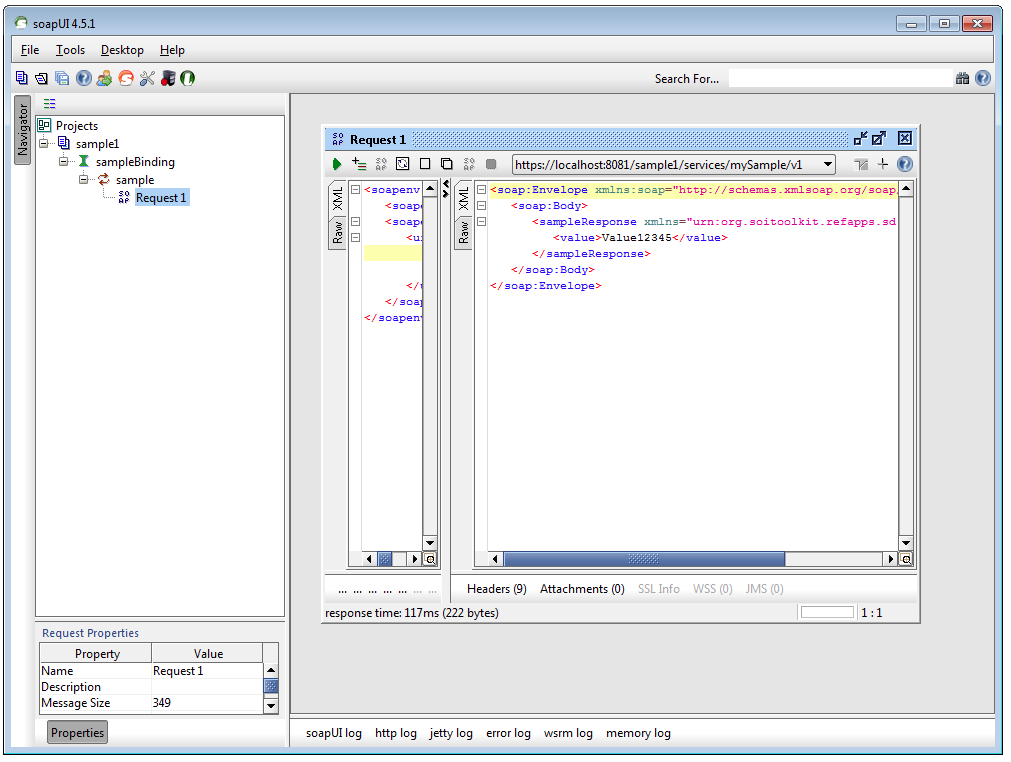 soapUI 4.5.1
File Tools Desktop Help
Search For...
Navigator
Projects
sample1
sampleBinding
sample
Request 1
Request 1
https://localhost:8081/sample1/services/mySample/v1
XML
Raw
<soapenv
<soape
<soape
<u
</
</soap
</soapenv
XML
Raw
<soap:Envelope xmlns:soap="http://schemas.xmlsoap.org/soap
<soap:Body>
<sampleResponse xmlns="urn:org.soitoolkit.refapps.sd
<value>Value12345</value>
</sampleResponse>
</soap:Body>
</soap:Envelope>
... ... ... ... ... ... ...
Headers (9) Attachments (0) SSL Info WSS (0) JMS (0)
response time: 117ms (222 bytes)
1 : 1
Request Properties
Property Value
Name Request 1
Description
Message Size 349
Properties
soapUI log http log jetty log error log wsrm log memory log